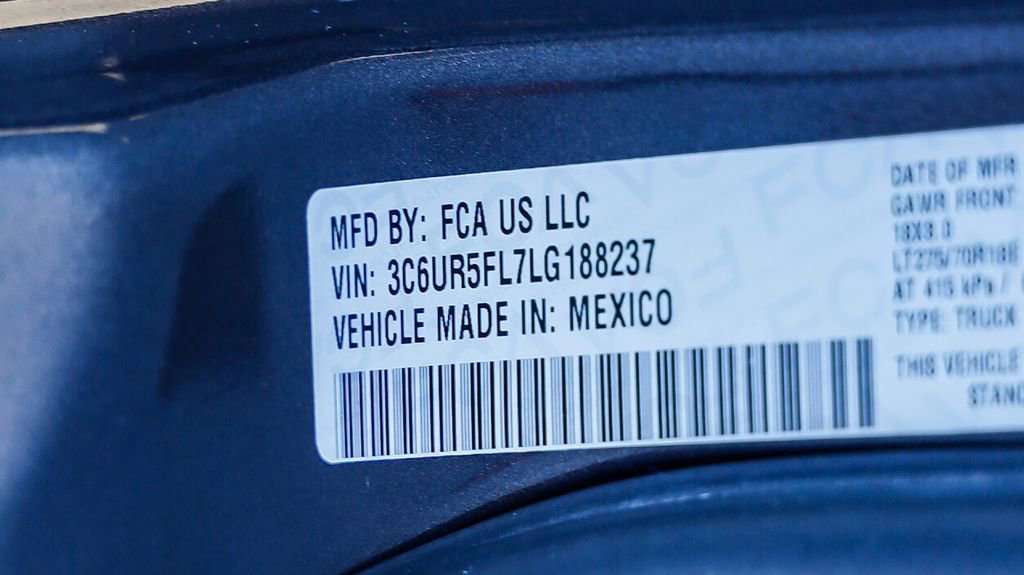 MFD BY: FCA US LLC
VIN: 3C6UR5FL7LG188237
VEHICLE MADE IN: MEXICO
DATE OF MFR
GAWR FRONT:
18X8.0
LT275/70R18E
AT 415 kPa /
TYPE: TRUCK
THIS VEHICLE